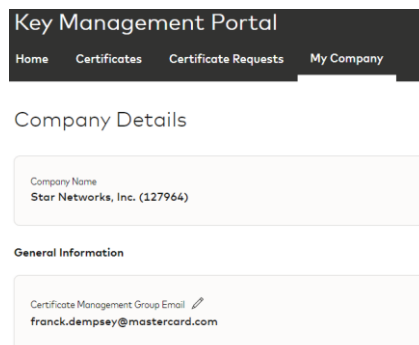 Key Management Portal
Home Certificates Certificate Requests My Company
Company Details
Company Name
Star Networks, Inc. (127964)
General Information
Certificate Management Group Email
franck.dempsey@mastercard.com